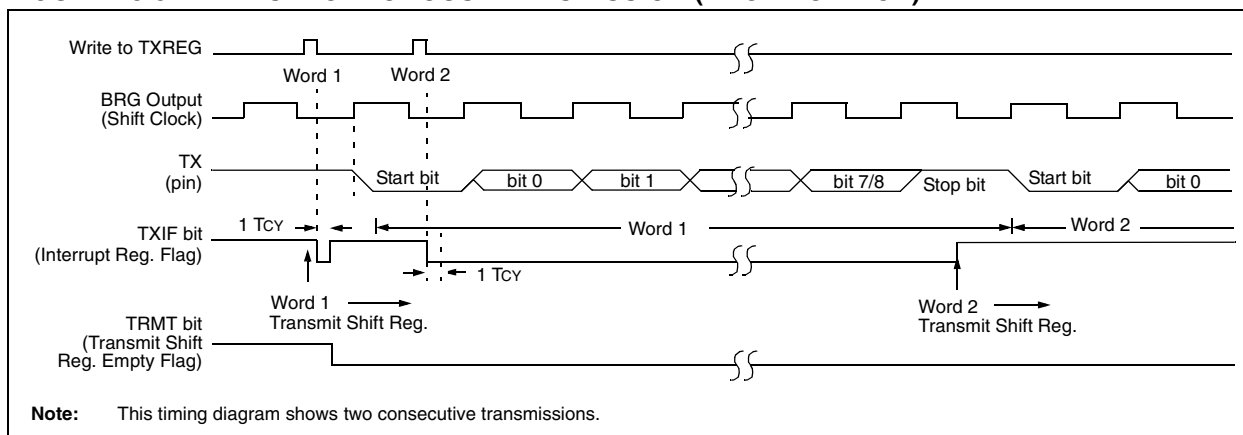 Write to TXREG
Word 1
Word 2
BRG Output
(Shift Clock)
TX
(pin)
Start bit
bit 0
bit 1
bit 7/8
Stop bit
Start bit
bit 0
1 TCY
Word 1
Word 2
TXIF bit
(Interrupt Reg. Flag)
1 TCY
Word 1
Transmit Shift Reg.
Word 2
Transmit Shift Reg.
TRMT bit
(Transmit Shift
Reg. Empty Flag)
Note: This timing diagram shows two consecutive transmissions.